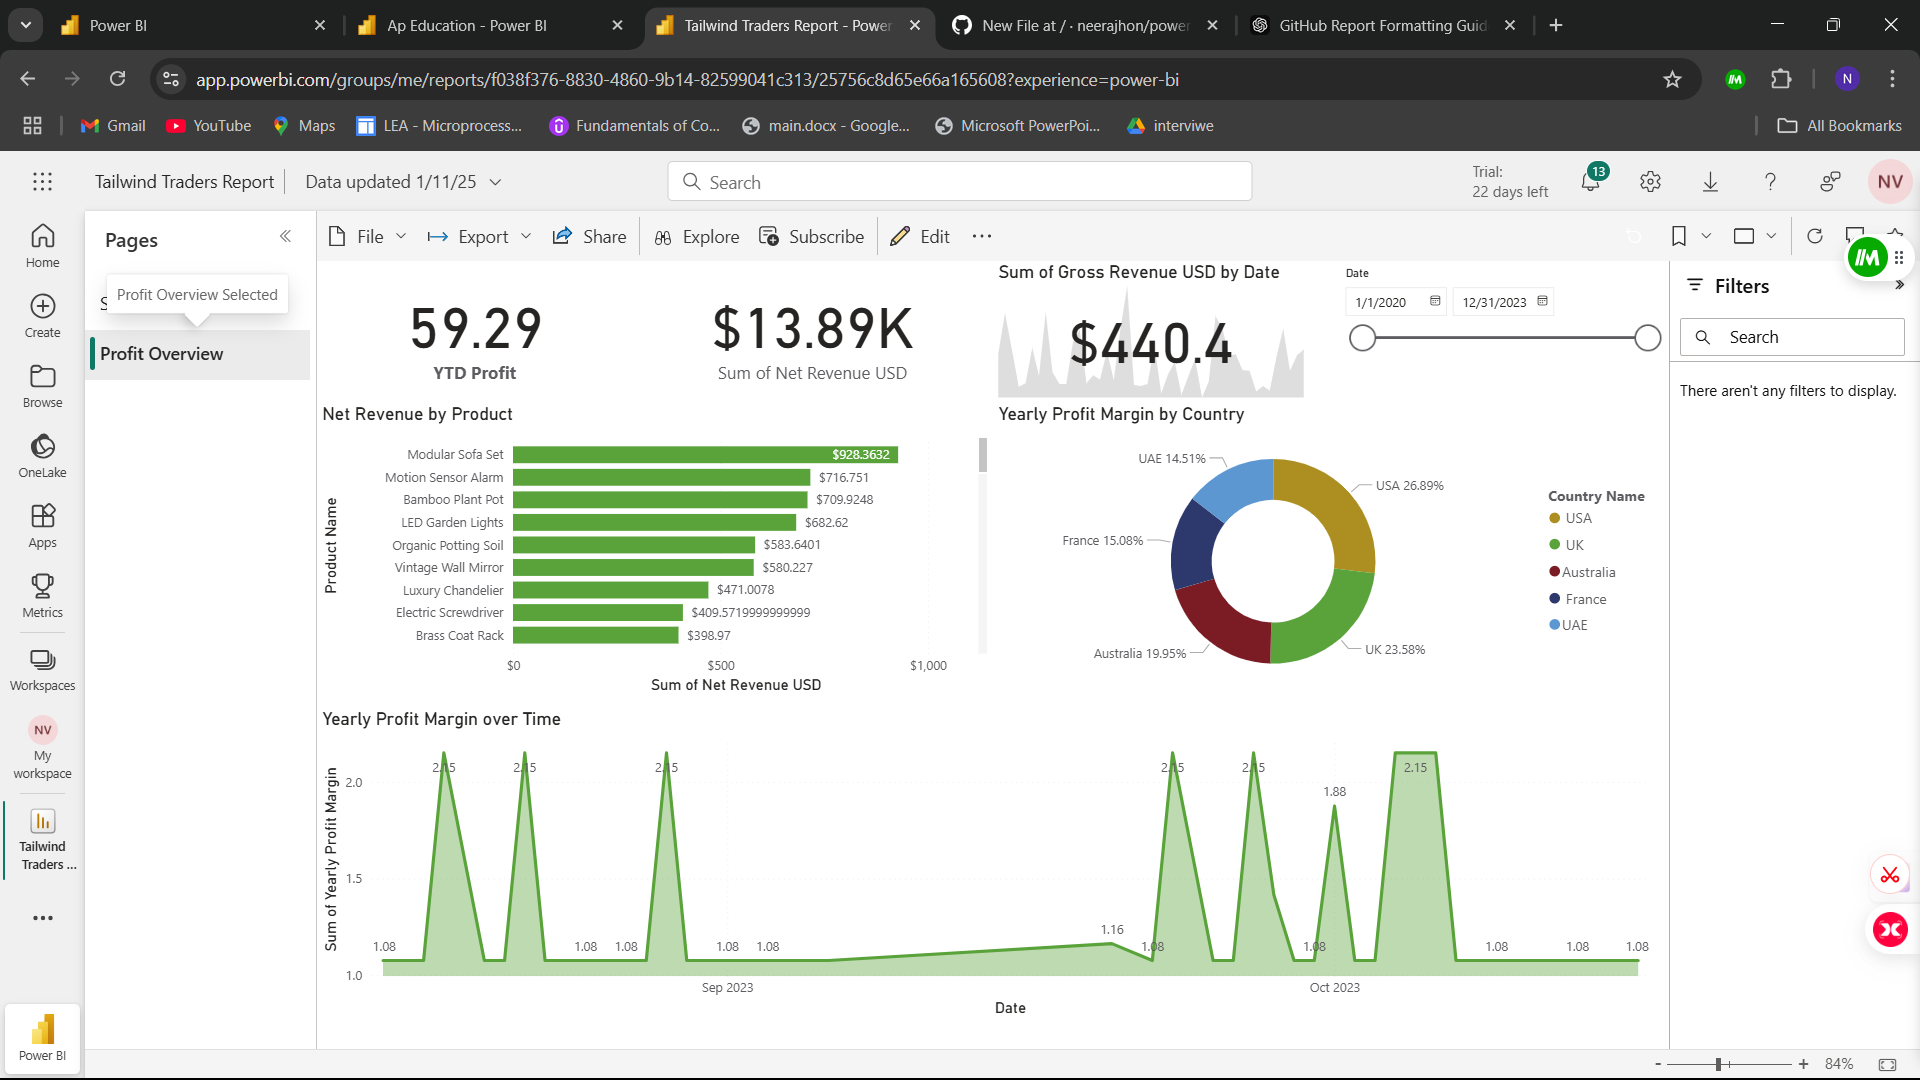 Power BI
Ap Education - Power BI
Tailwind Traders Report - Power
New File at / · neerajhon/power
GitHub Report Formatting Guid
app.powerbi.com/groups/me/reports/f038f376-8830-4860-9b14-82599041c313/25756c8d65e66a165608?experience=power-bi
N
Gmail
YouTube
Maps
LEA - Microprocess...
Fundamentals of Co...
main.docx - Google...
Microsoft PowerPoi...
interviwe
All Bookmarks
Tailwind Traders Report
Data updated 1/11/25
Search
Trial:
22 days left
13
NV
Home
Create
Browse
OneLake
Apps
Metrics
Workspaces
NV
My
workspace
Tailwind
Traders ...
Power BI
Pages
Profit Overview Selected
S
Profit Overview
File
Export
Share
Explore
Subscribe
Edit
59.29
YTD Profit
$13.89K
Sum of Net Revenue USD
Sum of Gross Revenue USD by Date
$440.4
Date
1/1/2020
12/31/2023
Net Revenue by Product
Product Name
Modular Sofa Set
$928.3632
Motion Sensor Alarm
$716.751
Bamboo Plant Pot
$709.9248
LED Garden Lights
$682.62
Organic Potting Soil
$583.6401
Vintage Wall Mirror
$580.227
Luxury Chandelier
$471.0078
Electric Screwdriver
$409.5719999999999
Brass Coat Rack
$398.97
$0
$500
$1,000
Sum of Net Revenue USD
Yearly Profit Margin by Country
UAE 14.51%
USA 26.89%
France 15.08%
Australia 19.95%
UK 23.58%
Country Name
USA
UK
Australia
France
UAE
Yearly Profit Margin over Time
Sum of Yearly Profit Margin
2.0
1.5
1.0
1.08
2.15
2.15
1.08
1.08
2.15
1.08
1.08
1.16
1.08
2.15
2.15
1.08
1.88
2.15
1.08
1.08
1.08
Sep 2023
Oct 2023
Date
Filters
Search
There aren't any filters to display.
- + 84%